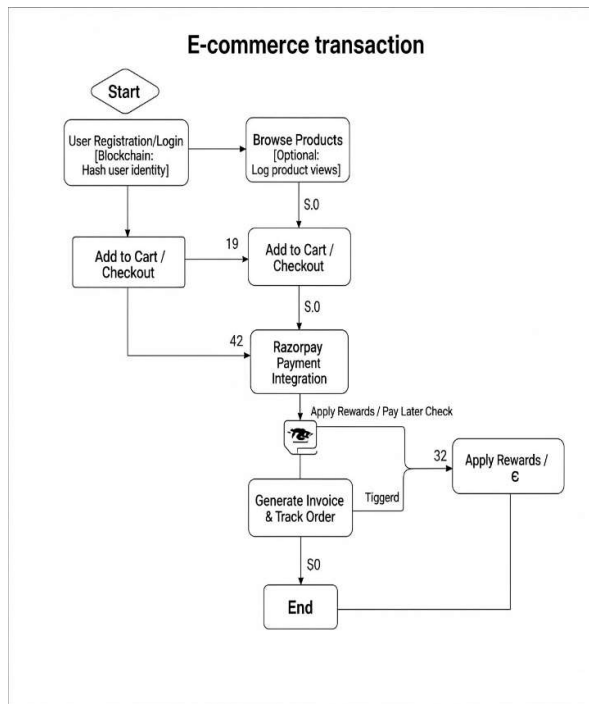 E-commerce transaction
Start
User Registration/Login
[Blockchain:
Hash user identity]
Browse Products
[Optional:
Log product views]
S.0
Add to Cart /
Checkout
19
Add to Cart /
Checkout
S.0
42
Razorpay
Payment
Integration
Apply Rewards / Pay Later Check
32
Apply Rewards /
Є
Generate Invoice
& Track Order
Tiggerd
S0
End